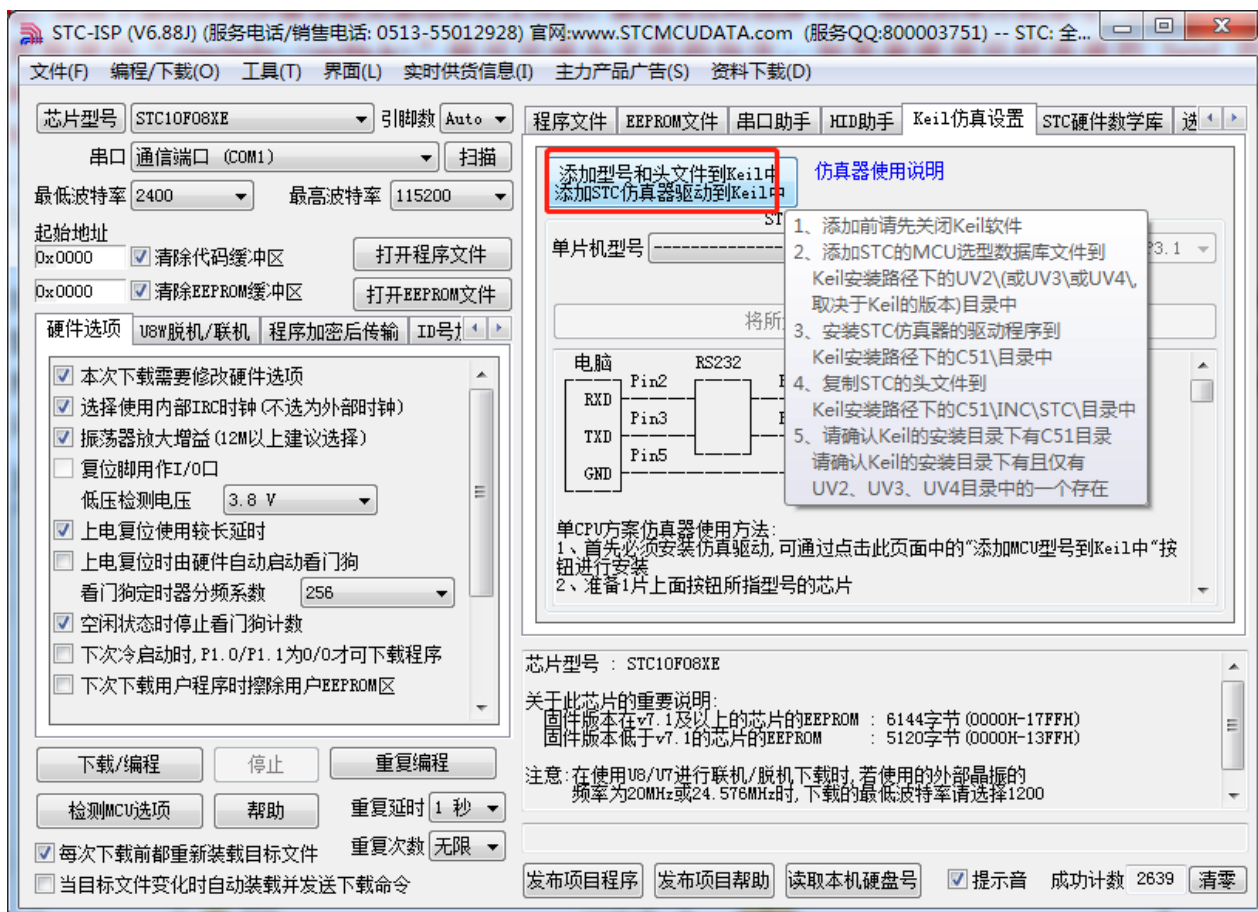 STC-ISP (V6.88J) (服务电话/销售电话: 0513-55012928) 官网:www.STCMCUDATA.com (服务QQ:800003751) -- STC: 全...
文件(F) 编程/下载(O) 工具(T) 界面(L) 实时供货信息(I) 主力产品广告(S) 资料下载(D)
芯片型号 STC10F08XE 引脚数 Auto
串口 通信端口 (COM1) 扫描
最低波特率 2400 最高波特率 115200
起始地址
0x0000 清除代码缓冲区 打开程序文件
0x0000 清除EEPROM缓冲区 打开EEPROM文件
硬件选项 U8W脱机/联机 程序加密后传输 ID号
本次下载需要修改硬件选项
选择使用内部IRC时钟(不选为外部时钟)
振荡器放大增益(12M以上建议选择)
复位脚用作I/O口
低压检测电压 3.8 V
上电复位使用较长延时
上电复位时由硬件自动启动看门狗
看门狗定时器分频系数 256
空闲状态时停止看门狗计数
下次冷启动时,P1.0/P1.1为0/0才可下载程序
下次下载用户程序时擦除用户EEPROM区
下载/编程 停止 重复编程
检测MCU选项 帮助 重复延时 1 秒
重复次数 无限
每次下载前都重新装载目标文件
当目标文件变化时自动装载并发送下载命令
程序文件 EEPROM文件 串口助手 HID助手 Keil仿真设置 STC硬件数学库
添加型号和头文件到Keil中
添加STC仿真器驱动到Keil中
仿真器使用说明
ST
单片机型号 P3.1
将所
1、添加前请先关闭Keil软件
2、添加STC的MCU选型数据库文件到
Keil安装路径下的UV2\(或UV3\或UV4\,
取决于Keil的版本)目录中
3、安装STC仿真器的驱动程序到
Keil安装路径下的C51\目录中
4、复制STC的头文件到
Keil安装路径下的C51\INC\STC\目录中
5、请确认Keil的安装目录下有C51目录
请确认Keil的安装目录下有且仅有
UV2、UV3、UV4目录中的一个存在
电脑 RS232
Pin2
RXD
Pin3
TXD
Pin5
GND
单CPU方案仿真器使用方法:
1、首先必须安装仿真驱动,可通过点击此页面中的"添加MCU型号到Keil中"按
钮进行安装
2、准备1片上面按钮所指型号的芯片
芯片型号 : STC10F08XE
关于此芯片的重要说明:
固件版本在v7.1及以上的芯片的EEPROM : 6144字节(0000H-17FFH)
固件版本低于v7.1的芯片的EEPROM : 5120字节(0000H-13FFH)
注意:在使用U8/U7进行联机/脱机下载时,若使用的外部晶振的
频率为20MHz或24.576MHz时,下载的最低波特率请选择1200
发布项目程序 发布项目帮助 读取本机硬盘号 提示音 成功计数 2639 清零